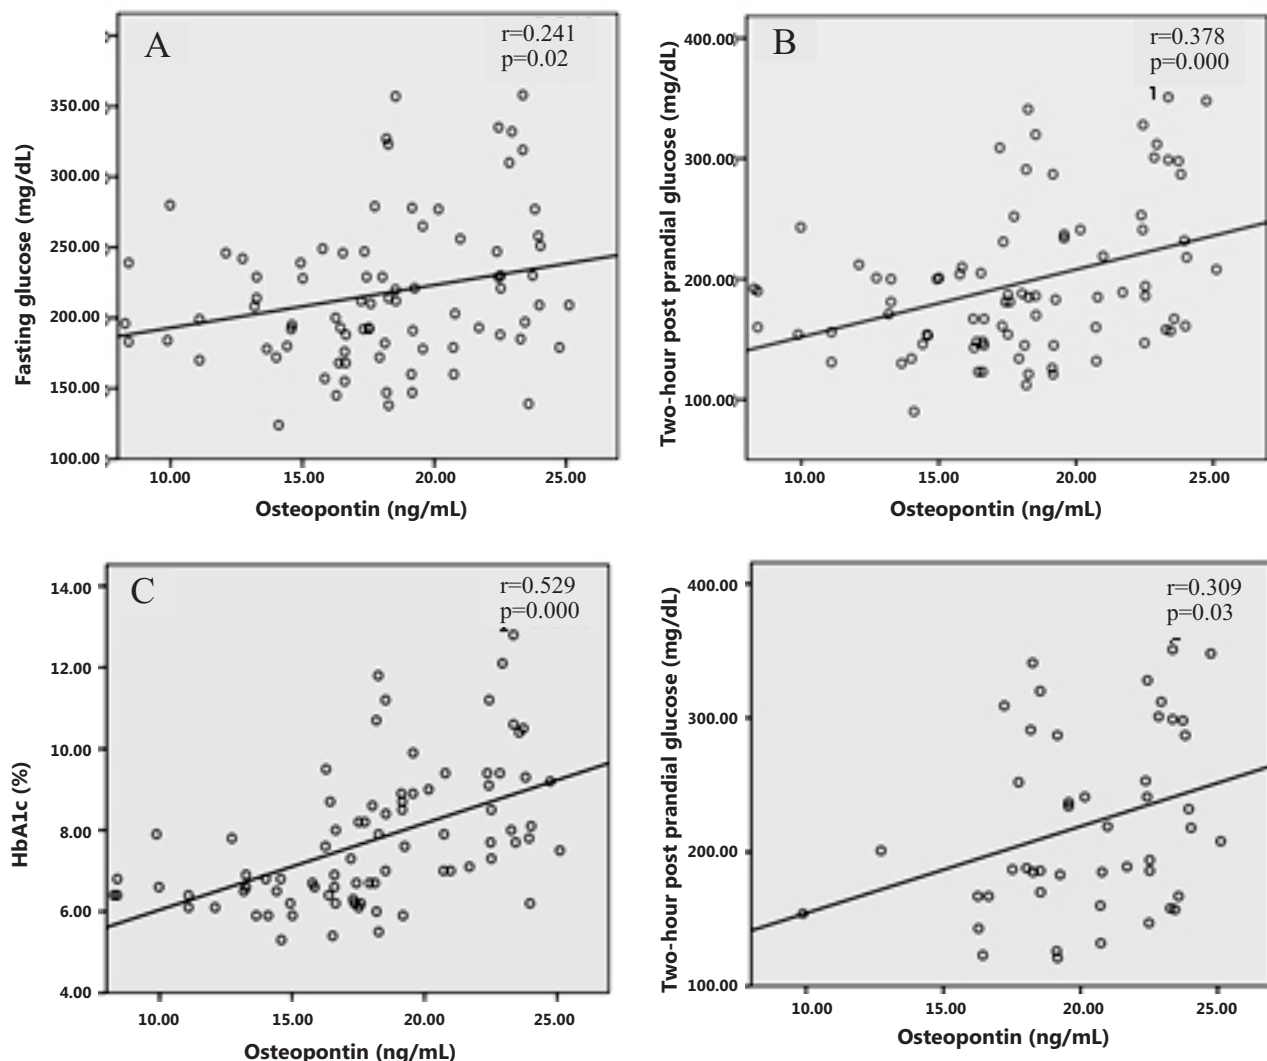 A
r=0.241
p=0.02
350.00
300.00
250.00
200.00
150.00
100.00
10.00 15.00 20.00 25.00
Fasting glucose (mg/dL)
Osteopontin (ng/mL)
B
r=0.378
p=0.000
400.00
300.00
200.00
100.00
10.00 15.00 20.00 25.00
Two-hour post prandial glucose (mg/dL)
Osteopontin (ng/mL)
C
r=0.529
p=0.000
14.00
12.00
10.00
8.00
6.00
4.00
10.00 15.00 20.00 25.00
HbA1c (%)
Osteopontin (ng/mL)
r=0.309
p=0.03
400.00
300.00
200.00
100.00
10.00 15.00 20.00 25.00
Two-hour post prandial glucose (mg/dL)
Osteopontin (ng/mL)